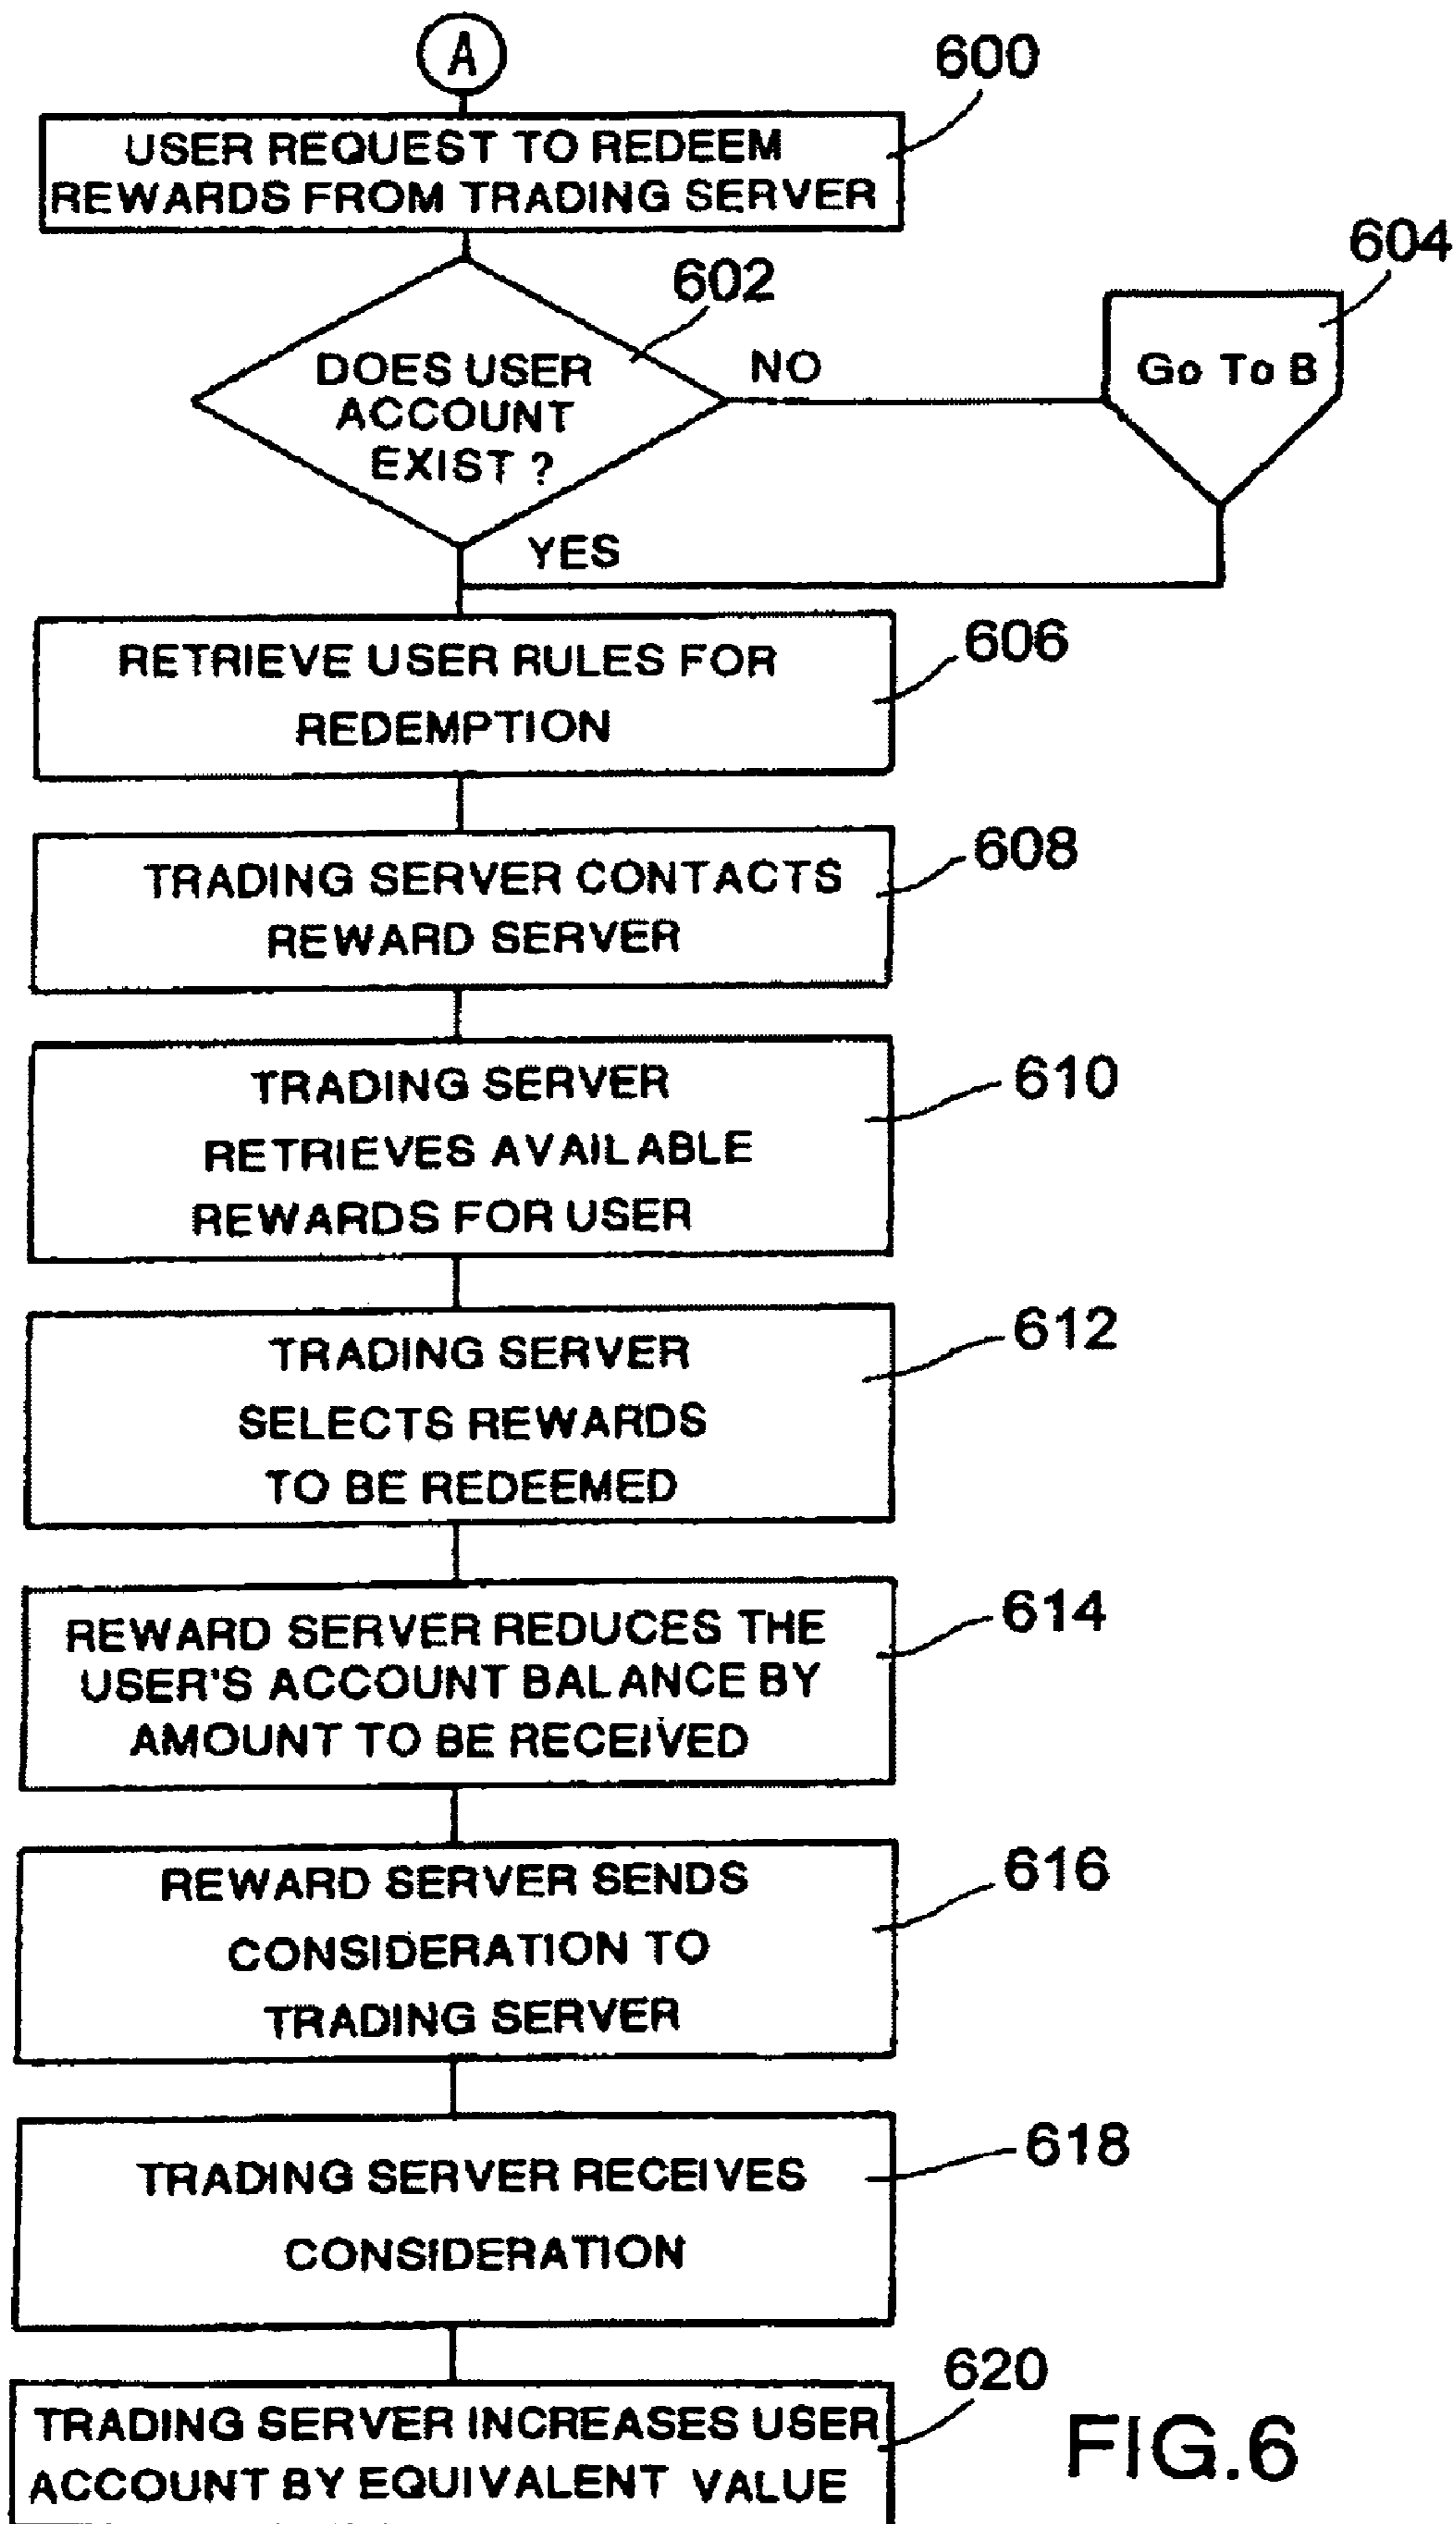 A
600
USER REQUEST TO REDEEM
REWARDS FROM TRADING SERVER
602
604
DOES USER
ACCOUNT
EXIST ?
NO
Go To B
YES
RETRIEVE USER RULES FOR
REDEMPTION
606
TRADING SERVER CONTACTS
REWARD SERVER
608
TRADING SERVER
RETRIEVES AVAILABLE
REWARDS FOR USER
610
TRADING SERVER
SELECTS REWARDS
TO BE REDEEMED
612
REWARD SERVER REDUCES THE
USER'S ACCOUNT BALANCE BY
AMOUNT TO BE RECEIVED
614
REWARD SERVER SENDS
CONSIDERATION TO
TRADING SERVER
616
TRADING SERVER RECEIVES
CONSIDERATION
618
TRADING SERVER INCREASES USER
ACCOUNT BY EQUIVALENT VALUE
620
FIG.6